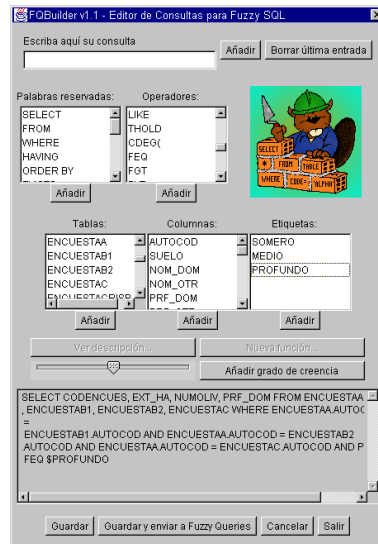 FQBuilder v1.1 - Editor de Consultas para Fuzzy SQL
Escriba aquí su consulta
Añadir
Borrar última entrada
Palabras reservadas:
Operadores:
SELECT
FROM
WHERE
HAVING
ORDER BY
LIKE
THOLD
CDEG(
FEQ
FGT
Añadir
Añadir
SELECT
* FROM TABLE
WHERE CODE= 'ALPHA'
Tablas:
Columnas:
Etiquetas:
ENCUESTAA
ENCUESTAB1
ENCUESTAB2
ENCUESTAC
ENCUESTACRISP
AUTOCOD
SUELO
NOM_DOM
NOM_OTR
PRF_DOM
SOMERO
MEDIO
PROFUNDO
Añadir
Añadir
Añadir
Ver descripción...
Nueva función...
Añadir grado de creencia
SELECT CODENCUES, EXT_HA, NUMOLIV, PRF_DOM FROM ENCUESTAA
, ENCUESTAB1, ENCUESTAB2, ENCUESTAC WHERE ENCUESTAA.AUTOC
=
ENCUESTAB1.AUTOCOD AND ENCUESTAA.AUTOCOD = ENCUESTAB2
.AUTOCOD AND ENCUESTAA.AUTOCOD = ENCUESTAC.AUTOCOD AND P
FEQ $PROFUNDO
Guardar
Guardar y enviar a Fuzzy Queries
Cancelar
Salir